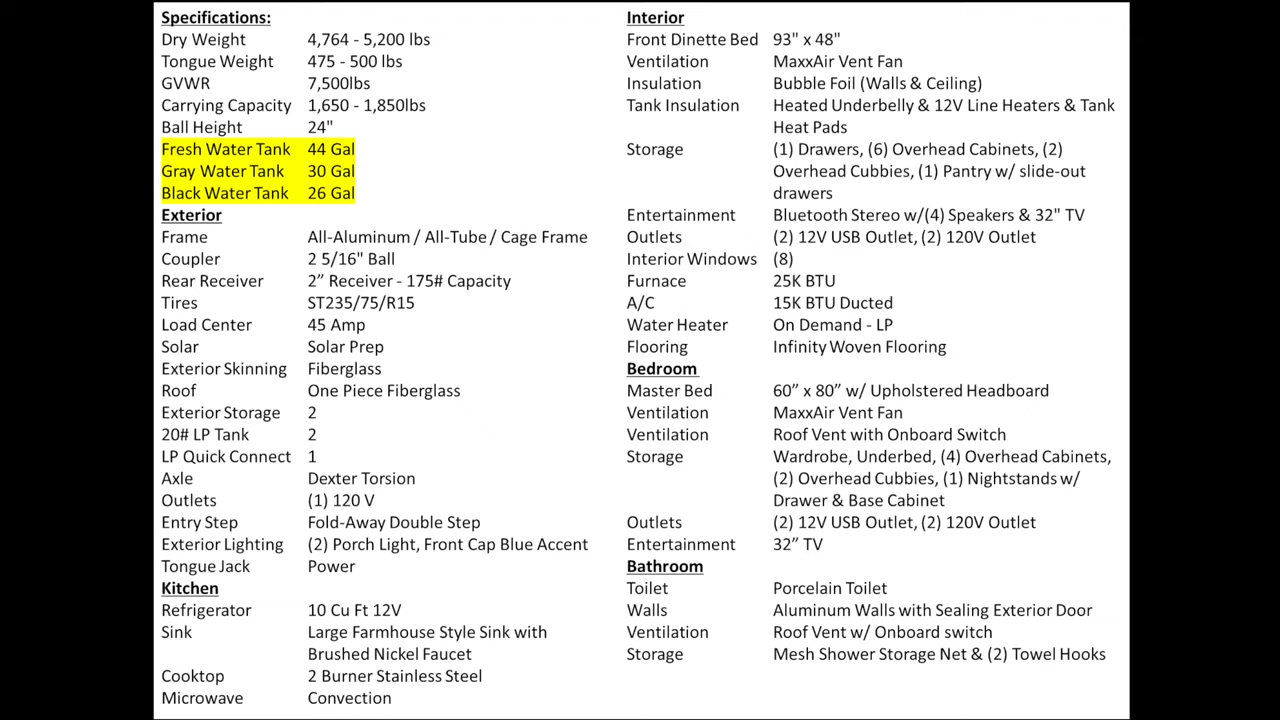 Specifications:
Dry Weight 4,764 - 5,200 lbs
Tongue Weight 475 - 500 lbs
GVWR 7,500lbs
Carrying Capacity 1,650 - 1,850lbs
Ball Height 24"
Fresh Water Tank 44 Gal
Gray Water Tank 30 Gal
Black Water Tank 26 Gal
Exterior
Frame All-Aluminum / All-Tube / Cage Frame
Coupler 2 5/16" Ball
Rear Receiver 2” Receiver - 175# Capacity
Tires ST235/75/R15
Load Center 45 Amp
Solar Solar Prep
Exterior Skinning Fiberglass
Roof One Piece Fiberglass
Exterior Storage 2
20# LP Tank 2
LP Quick Connect 1
Axle Dexter Torsion
Outlets (1) 120 V
Entry Step Fold-Away Double Step
Exterior Lighting (2) Porch Light, Front Cap Blue Accent
Tongue Jack Power
Kitchen
Refrigerator 10 Cu Ft 12V
Sink Large Farmhouse Style Sink with
Brushed Nickel Faucet
Cooktop 2 Burner Stainless Steel
Microwave Convection
Interior
Front Dinette Bed 93" x 48"
Ventilation MaxxAir Vent Fan
Insulation Bubble Foil (Walls & Ceiling)
Tank Insulation Heated Underbelly & 12V Line Heaters & Tank
Heat Pads
Storage (1) Drawers, (6) Overhead Cabinets, (2)
Overhead Cubbies, (1) Pantry w/ slide-out
drawers
Entertainment Bluetooth Stereo w/(4) Speakers & 32" TV
Outlets (2) 12V USB Outlet, (2) 120V Outlet
Interior Windows (8)
Furnace 25K BTU
A/C 15K BTU Ducted
Water Heater On Demand - LP
Flooring Infinity Woven Flooring
Bedroom
Master Bed 60” x 80” w/ Upholstered Headboard
Ventilation MaxxAir Vent Fan
Ventilation Roof Vent with Onboard Switch
Storage Wardrobe, Underbed, (4) Overhead Cabinets,
(2) Overhead Cubbies, (1) Nightstands w/
Drawer & Base Cabinet
Outlets (2) 12V USB Outlet, (2) 120V Outlet
Entertainment 32” TV
Bathroom
Toilet Porcelain Toilet
Walls Aluminum Walls with Sealing Exterior Door
Ventilation Roof Vent w/ Onboard switch
Storage Mesh Shower Storage Net & (2) Towel Hooks